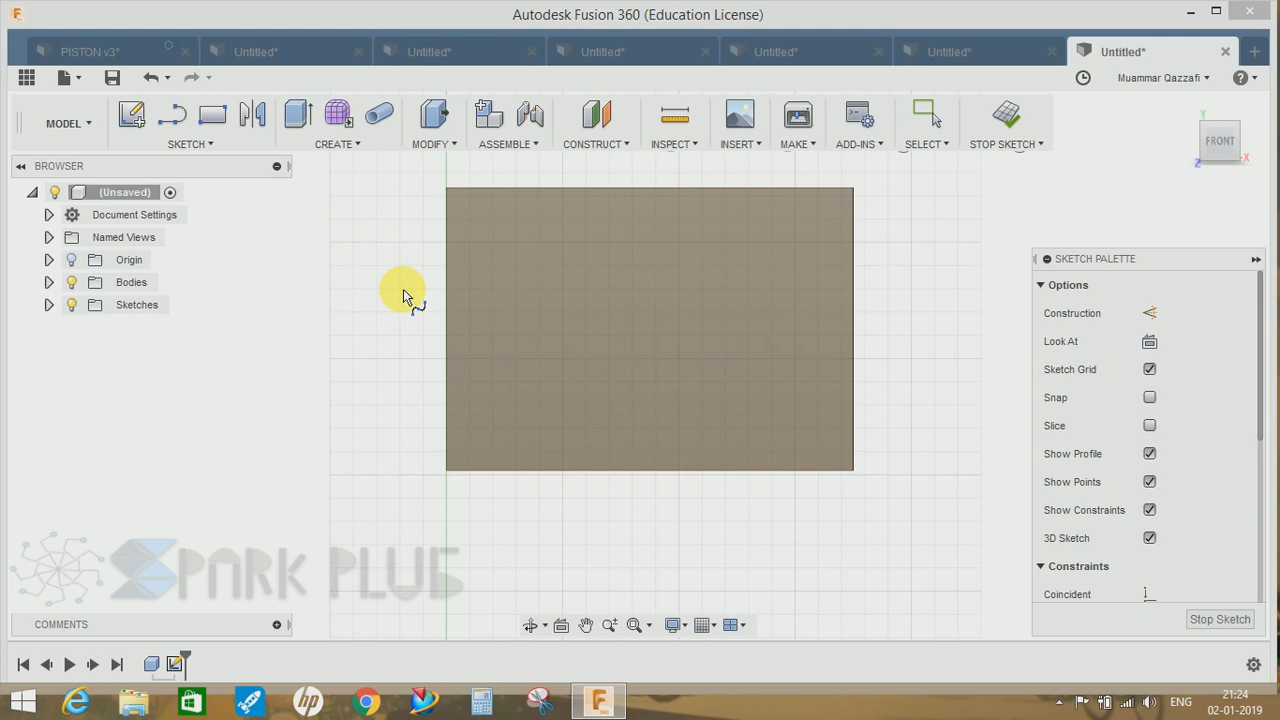 Autodesk Fusion 360 (Education License)
PISTON v3*
Untitled*
Untitled*
Untitled*
Untitled*
Untitled*
Untitled*
Muammar Qazzafi
MODEL
SKETCH
CREATE
MODIFY
ASSEMBLE
CONSTRUCT
INSPECT
INSERT
MAKE
ADD-INS
SELECT
STOP SKETCH
FRONT
Y
X
Z
BROWSER
(Unsaved)
Document Settings
Named Views
Origin
Bodies
Sketches
SKETCH PALETTE
Options
Construction
Look At
Sketch Grid
Snap
Slice
Show Profile
Show Points
Show Constraints
3D Sketch
Constraints
Coincident
Stop Sketch
SPARK PLUG
COMMENTS
ENG
21:24
02-01-2019